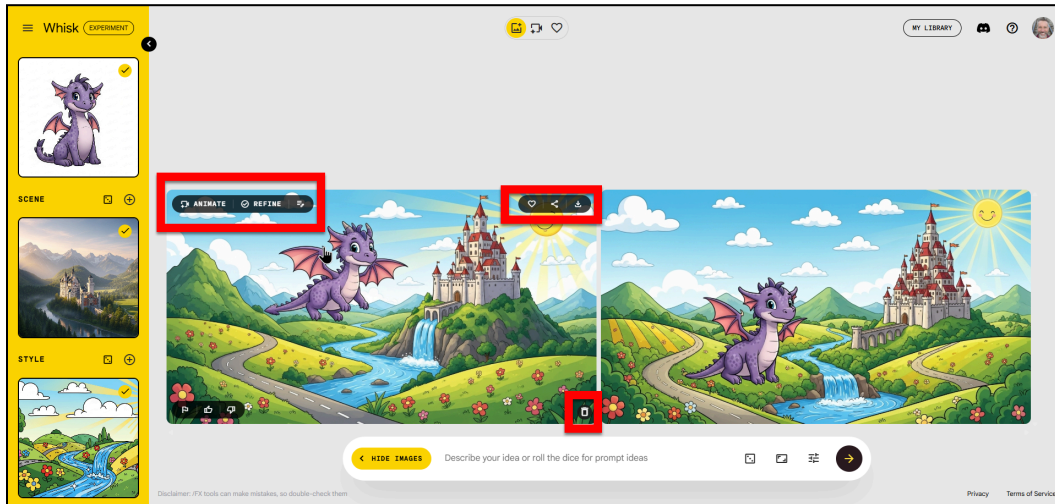 Whisk EXPERIMENT
MY LIBRARY
SCENE
STYLE
ANIMATE REFINE
HIDE IMAGES Describe your idea or roll the dice for prompt ideas
Disclaimer: /FX tools can make mistakes, so double-check them
Privacy Terms of Service